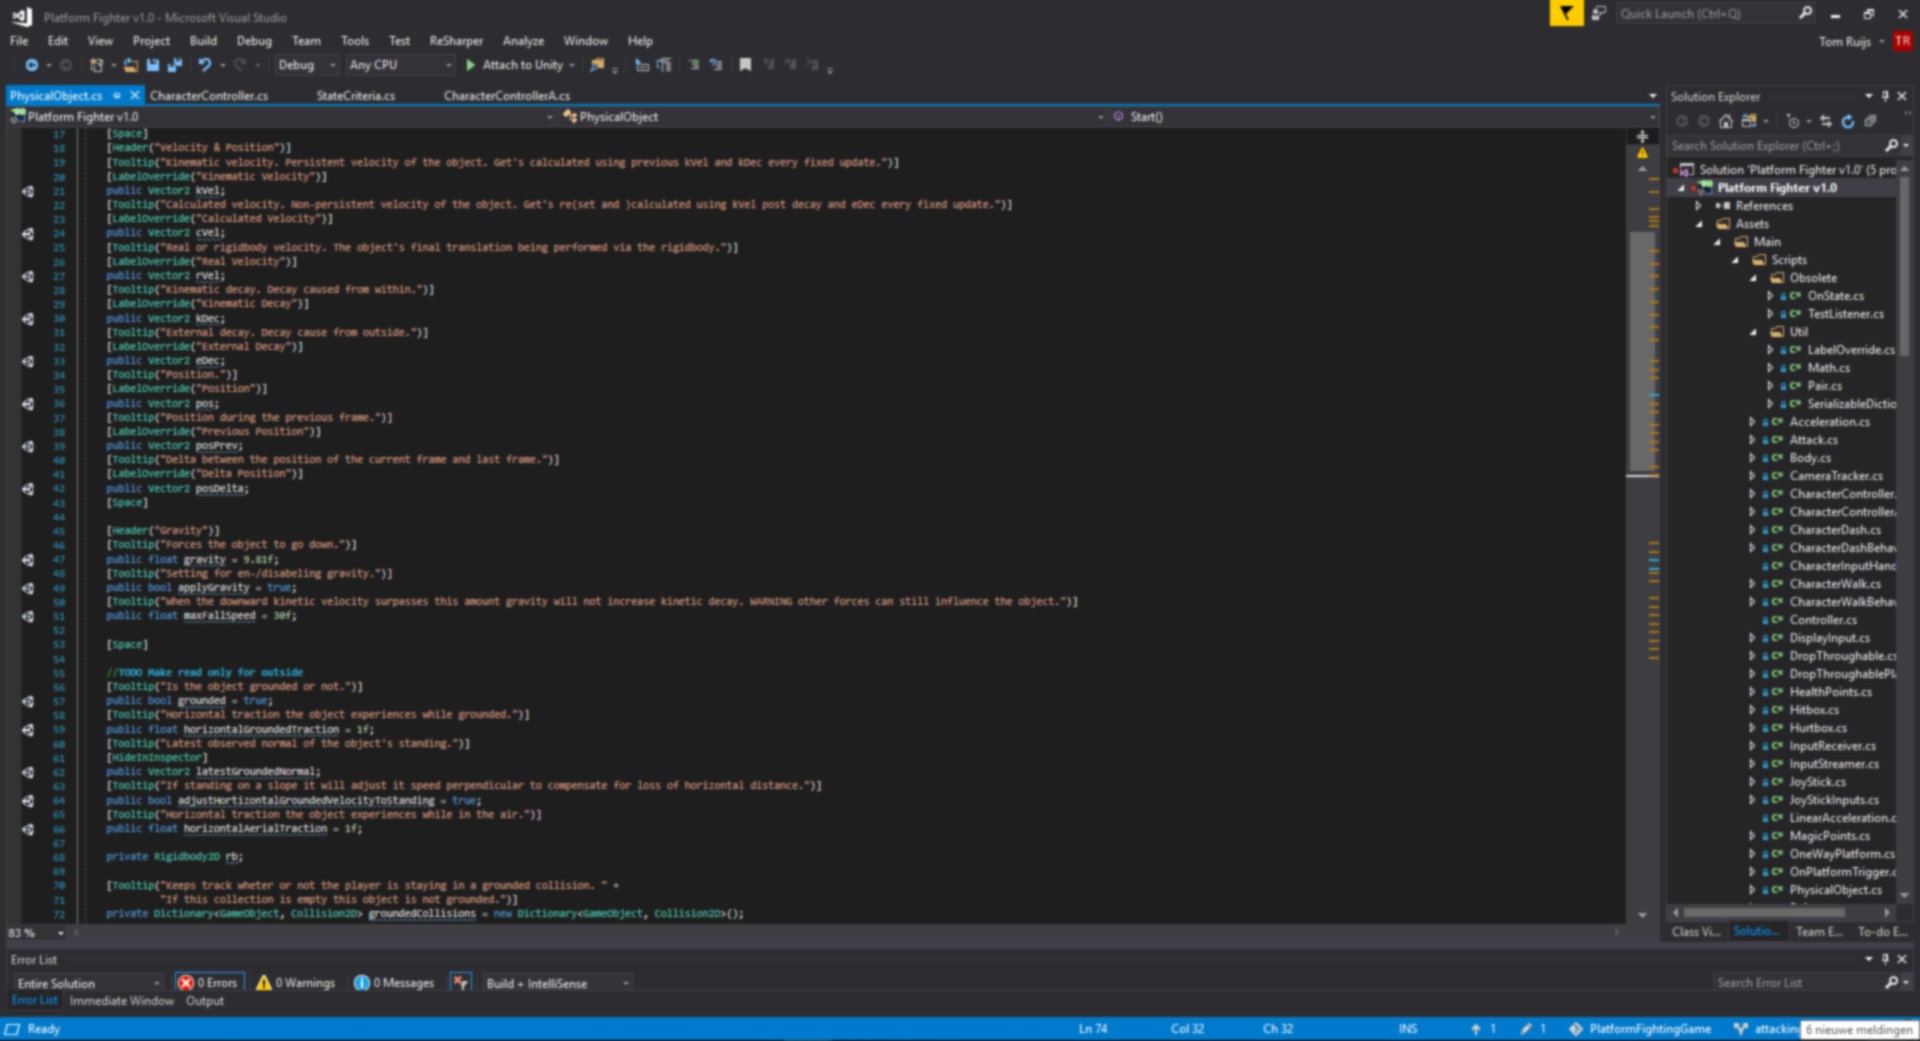 Platform Fighter v1.0 - Microsoft Visual Studio
Quick Launch (Ctrl+Q)
File Edit View Project Build Debug Team Tools Test ReSharper Analyze Window Help
Tom Ruijs TR
Debug Any CPU Attach to Unity
PhysicalObject.cs CharacterController.cs StateCriteria.cs CharacterControllerA.cs
Platform Fighter v1.0 PhysicalObject Start()
17 [Space]
18 [Header("Velocity & Position")]
19 [Tooltip("Kinematic velocity. Persistent velocity of the object. Get's calculated using previous kVel and kDec every fixed update.")]
20 [LabelOverride("Kinematic Velocity")]
21 public Vector2 kVel;
22 [Tooltip("Calculated velocity. Non-persistent velocity of the object. Get's re(set and )calculated using kVel post decay and eDec every fixed update.")]
23 [LabelOverride("Calculated Velocity")]
24 public Vector2 cVel;
25 [Tooltip("Real or rigidbody velocity. The object's final translation being performed via the rigidbody.")]
26 [LabelOverride("Real Velocity")]
27 public Vector2 rVel;
28 [Tooltip("Kinematic decay. Decay caused from within.")]
29 [LabelOverride("Kinematic Decay")]
30 public Vector2 kDec;
31 [Tooltip("External decay. Decay cause from outside.")]
32 [LabelOverride("External Decay")]
33 public Vector2 eDec;
34 [Tooltip("Position.")]
35 [LabelOverride("Position")]
36 public Vector2 pos;
37 [Tooltip("Position during the previous frame.")]
38 [LabelOverride("Previous Position")]
39 public Vector2 posPrev;
40 [Tooltip("Delta between the position of the current frame and last frame.")]
41 [LabelOverride("Delta Position")]
42 public Vector2 posDelta;
43 [Space]
44
45 [Header("Gravity")]
46 [Tooltip("Forces the object to go down.")]
47 public float gravity = 9.81f;
48 [Tooltip("Setting for en-/disabeling gravity.")]
49 public bool applyGravity = true;
50 [Tooltip("When the downward kinetic velocity surpasses this amount gravity will not increase kinetic decay. WARNING other forces can still influence the object.")]
51 public float maxFallSpeed = 30f;
52
53 [Space]
54
55 //TODO Make read only for outside
56 [Tooltip("Is the object grounded or not.")]
57 public bool grounded = true;
58 [Tooltip("Horizontal traction the object experiences while grounded.")]
59 public float horizontalGroundedTraction = 1f;
60 [Tooltip("Latest observed normal of the object's standing.")]
61 [HideInInspector]
62 public Vector2 latestGroundedNormal;
63 [Tooltip("If standing on a slope it will adjust it speed perpendicular to compensate for loss of horizontal distance.")]
64 public bool adjustHortizontalGroundedVelocityToStanding = true;
65 [Tooltip("Horizontal traction the object experiences while in the air.")]
66 public float horizontalAerialTraction = 1f;
67
68 private Rigidbody2D rb;
69
70 [Tooltip("Keeps track wheter or not the player is staying in a grounded collision. " +
71 "If this collection is empty this object is not grounded.")]
72 private Dictionary<GameObject, Collision2D> groundedCollisions = new Dictionary<GameObject, Collision2D>();
83 %
Solution Explorer
Search Solution Explorer (Ctrl+;)
Solution 'Platform Fighter v1.0' (5 pro
Platform Fighter v1.0
References
Assets
Main
Scripts
Obsolete
C# OnState.cs
C# TestListener.cs
Util
C# LabelOverride.cs
C# Math.cs
C# Pair.cs
C# SerializableDictio
C# Acceleration.cs
C# Attack.cs
C# Body.cs
C# CameraTracker.cs
C# CharacterController.
C# CharacterController
C# CharacterDash.cs
C# CharacterDashBehav
C# CharacterInputHanc
C# CharacterWalk.cs
C# CharacterWalkBehav
C# Controller.cs
C# DisplayInput.cs
C# DropThroughable.cs
C# DropThroughablePl
C# HealthPoints.cs
C# Hitbox.cs
C# Hurtbox.cs
C# InputReceiver.cs
C# InputStreamer.cs
C# JoyStick.cs
C# JoyStickInputs.cs
C# LinearAcceleration.c
C# MagicPoints.cs
C# OneWayPlatform.cs
C# OnPlatformTrigger.c
C# PhysicalObject.cs
Class Vi... Solutio... Team E... To-do E...
Error List
Entire Solution 0 Errors 0 Warnings 0 Messages Build + IntelliSense Search Error List
Error List Immediate Window Output
Ready Ln 74 Col 32 Ch 32 INS 1 1 PlatformFightingGame attackin 6 nieuwe meldingen